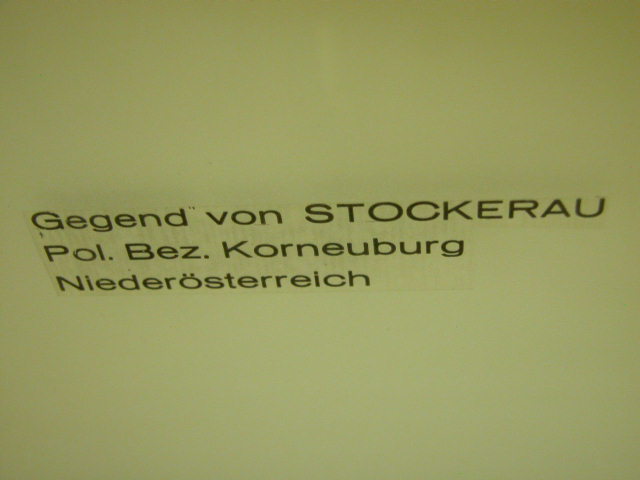 Gegend" von STOCKERAU
Pol. Bez. Korneuburg
Niederösterreich